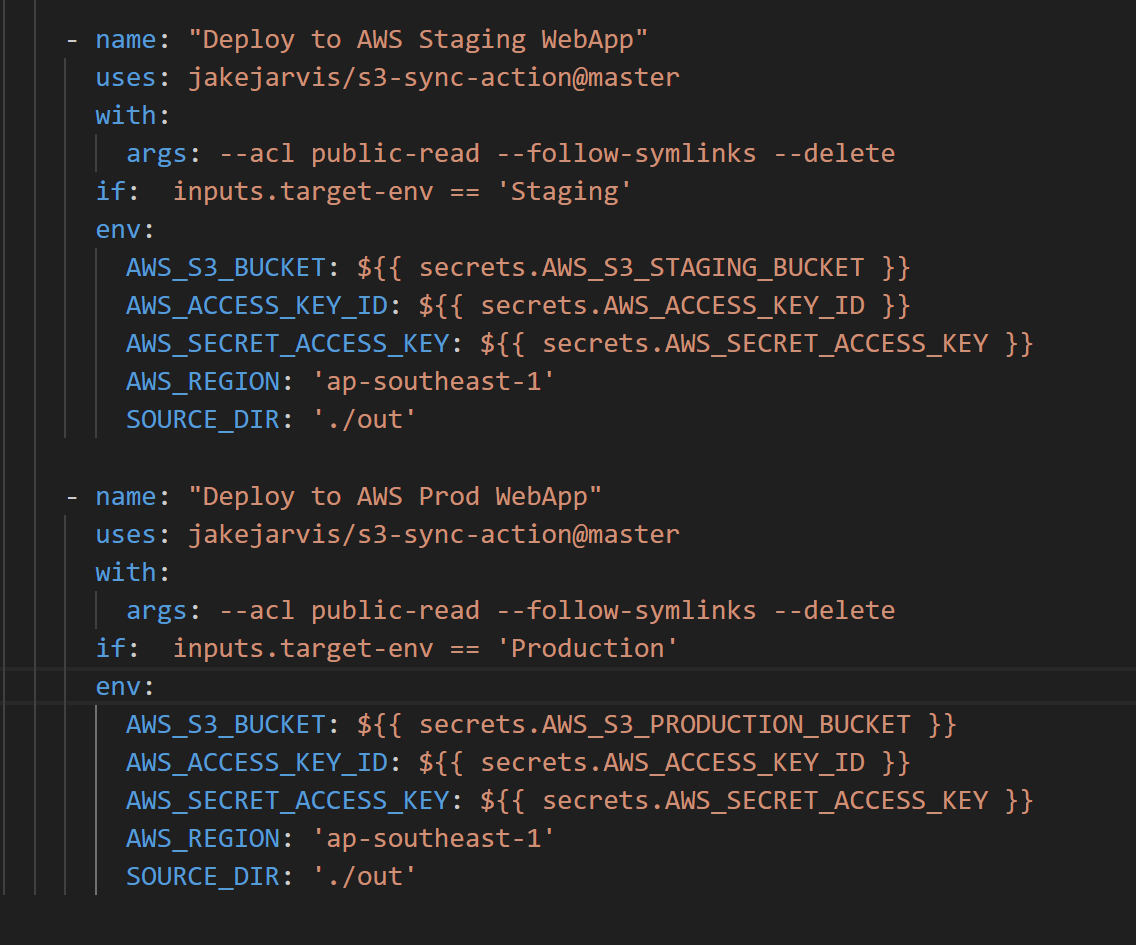 - name: "Deploy to AWS Staging WebApp"
  uses: jakejarvis/s3-sync-action@master
  with:
    args: --acl public-read --follow-symlinks --delete
  if:  inputs.target-env == 'Staging'
  env:
    AWS_S3_BUCKET: ${{ secrets.AWS_S3_STAGING_BUCKET }}
    AWS_ACCESS_KEY_ID: ${{ secrets.AWS_ACCESS_KEY_ID }}
    AWS_SECRET_ACCESS_KEY: ${{ secrets.AWS_SECRET_ACCESS_KEY }}
    AWS_REGION: 'ap-southeast-1'
    SOURCE_DIR: './out'

- name: "Deploy to AWS Prod WebApp"
  uses: jakejarvis/s3-sync-action@master
  with:
    args: --acl public-read --follow-symlinks --delete
  if:  inputs.target-env == 'Production'
  env:
    AWS_S3_BUCKET: ${{ secrets.AWS_S3_PRODUCTION_BUCKET }}
    AWS_ACCESS_KEY_ID: ${{ secrets.AWS_ACCESS_KEY_ID }}
    AWS_SECRET_ACCESS_KEY: ${{ secrets.AWS_SECRET_ACCESS_KEY }}
    AWS_REGION: 'ap-southeast-1'
    SOURCE_DIR: './out'